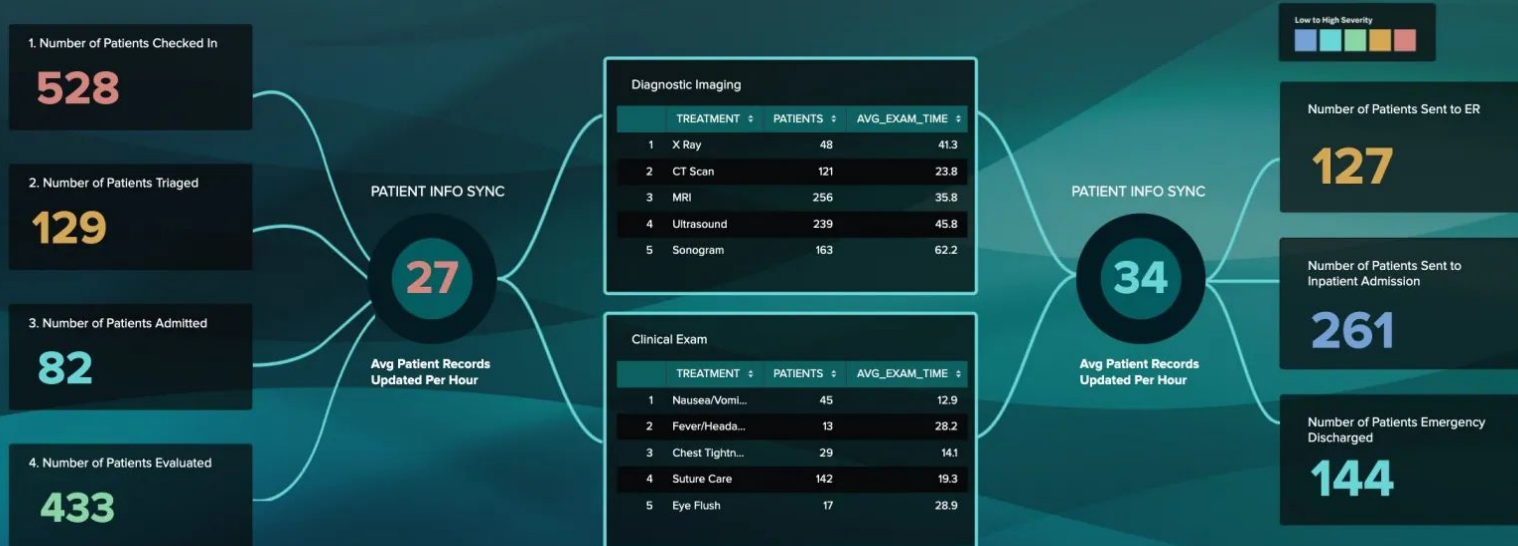 Low to High Severity
1. Number of Patients Checked In
528
2. Number of Patients Triaged
129
3. Number of Patients Admitted
82
4. Number of Patients Evaluated
433
PATIENT INFO SYNC
27
Avg Patient Records
Updated Per Hour
Diagnostic Imaging
TREATMENT PATIENTS AVG_EXAM_TIME
1 X Ray 48 41.3
2 CT Scan 121 23.8
3 MRI 256 35.8
4 Ultrasound 239 45.8
5 Sonogram 163 62.2
Clinical Exam
TREATMENT PATIENTS AVG_EXAM_TIME
1 Nausea/Vomi... 45 12.9
2 Fever/Heada... 13 28.2
3 Chest Tightn... 29 14.1
4 Suture Care 142 19.3
5 Eye Flush 17 28.9
PATIENT INFO SYNC
34
Avg Patient Records
Updated Per Hour
Number of Patients Sent to ER
127
Number of Patients Sent to
Inpatient Admission
261
Number of Patients Emergency
Discharged
144